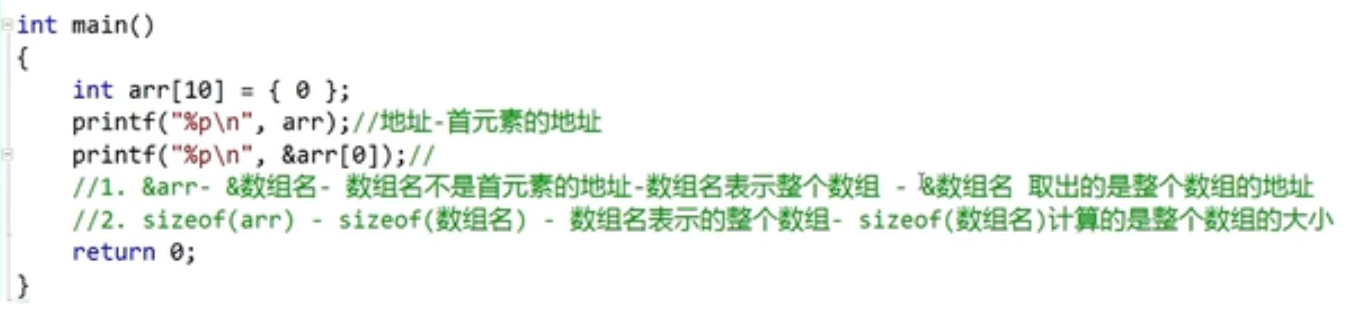 int main()
{
int arr[10] = { 0 };
printf("%p\n", arr);//地址-首元素的地址
printf("%p\n", &arr[0]);//
//1. &arr- &数组名- 数组名不是首元素的地址-数组名表示整个数组 - &数组名 取出的是整个数组的地址
//2. sizeof(arr) - sizeof(数组名) - 数组名表示的整个数组- sizeof(数组名)计算的是整个数组的大小
return 0;
}